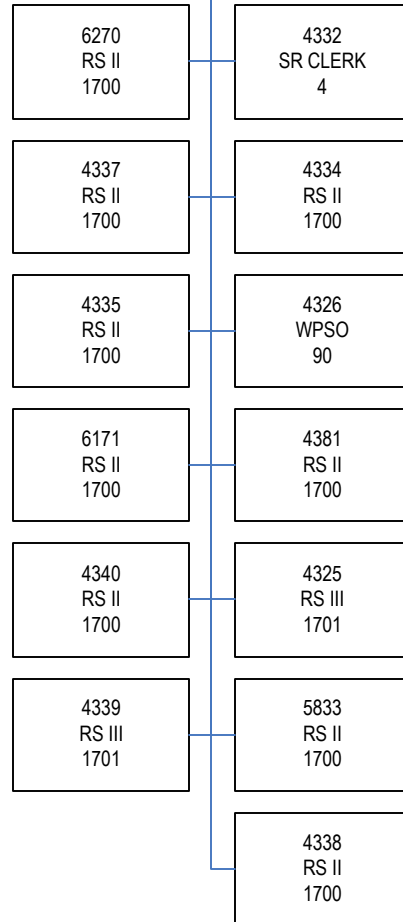 6270
RS II
1700
4332
SR CLERK
4
4337
RS II
1700
4334
RS II
1700
4335
RS II
1700
4326
WPSO
90
6171
RS II
1700
4381
RS II
1700
4340
RS II
1700
4325
RS III
1701
4339
RS III
1701
5833
RS II
1700
4338
RS II
1700